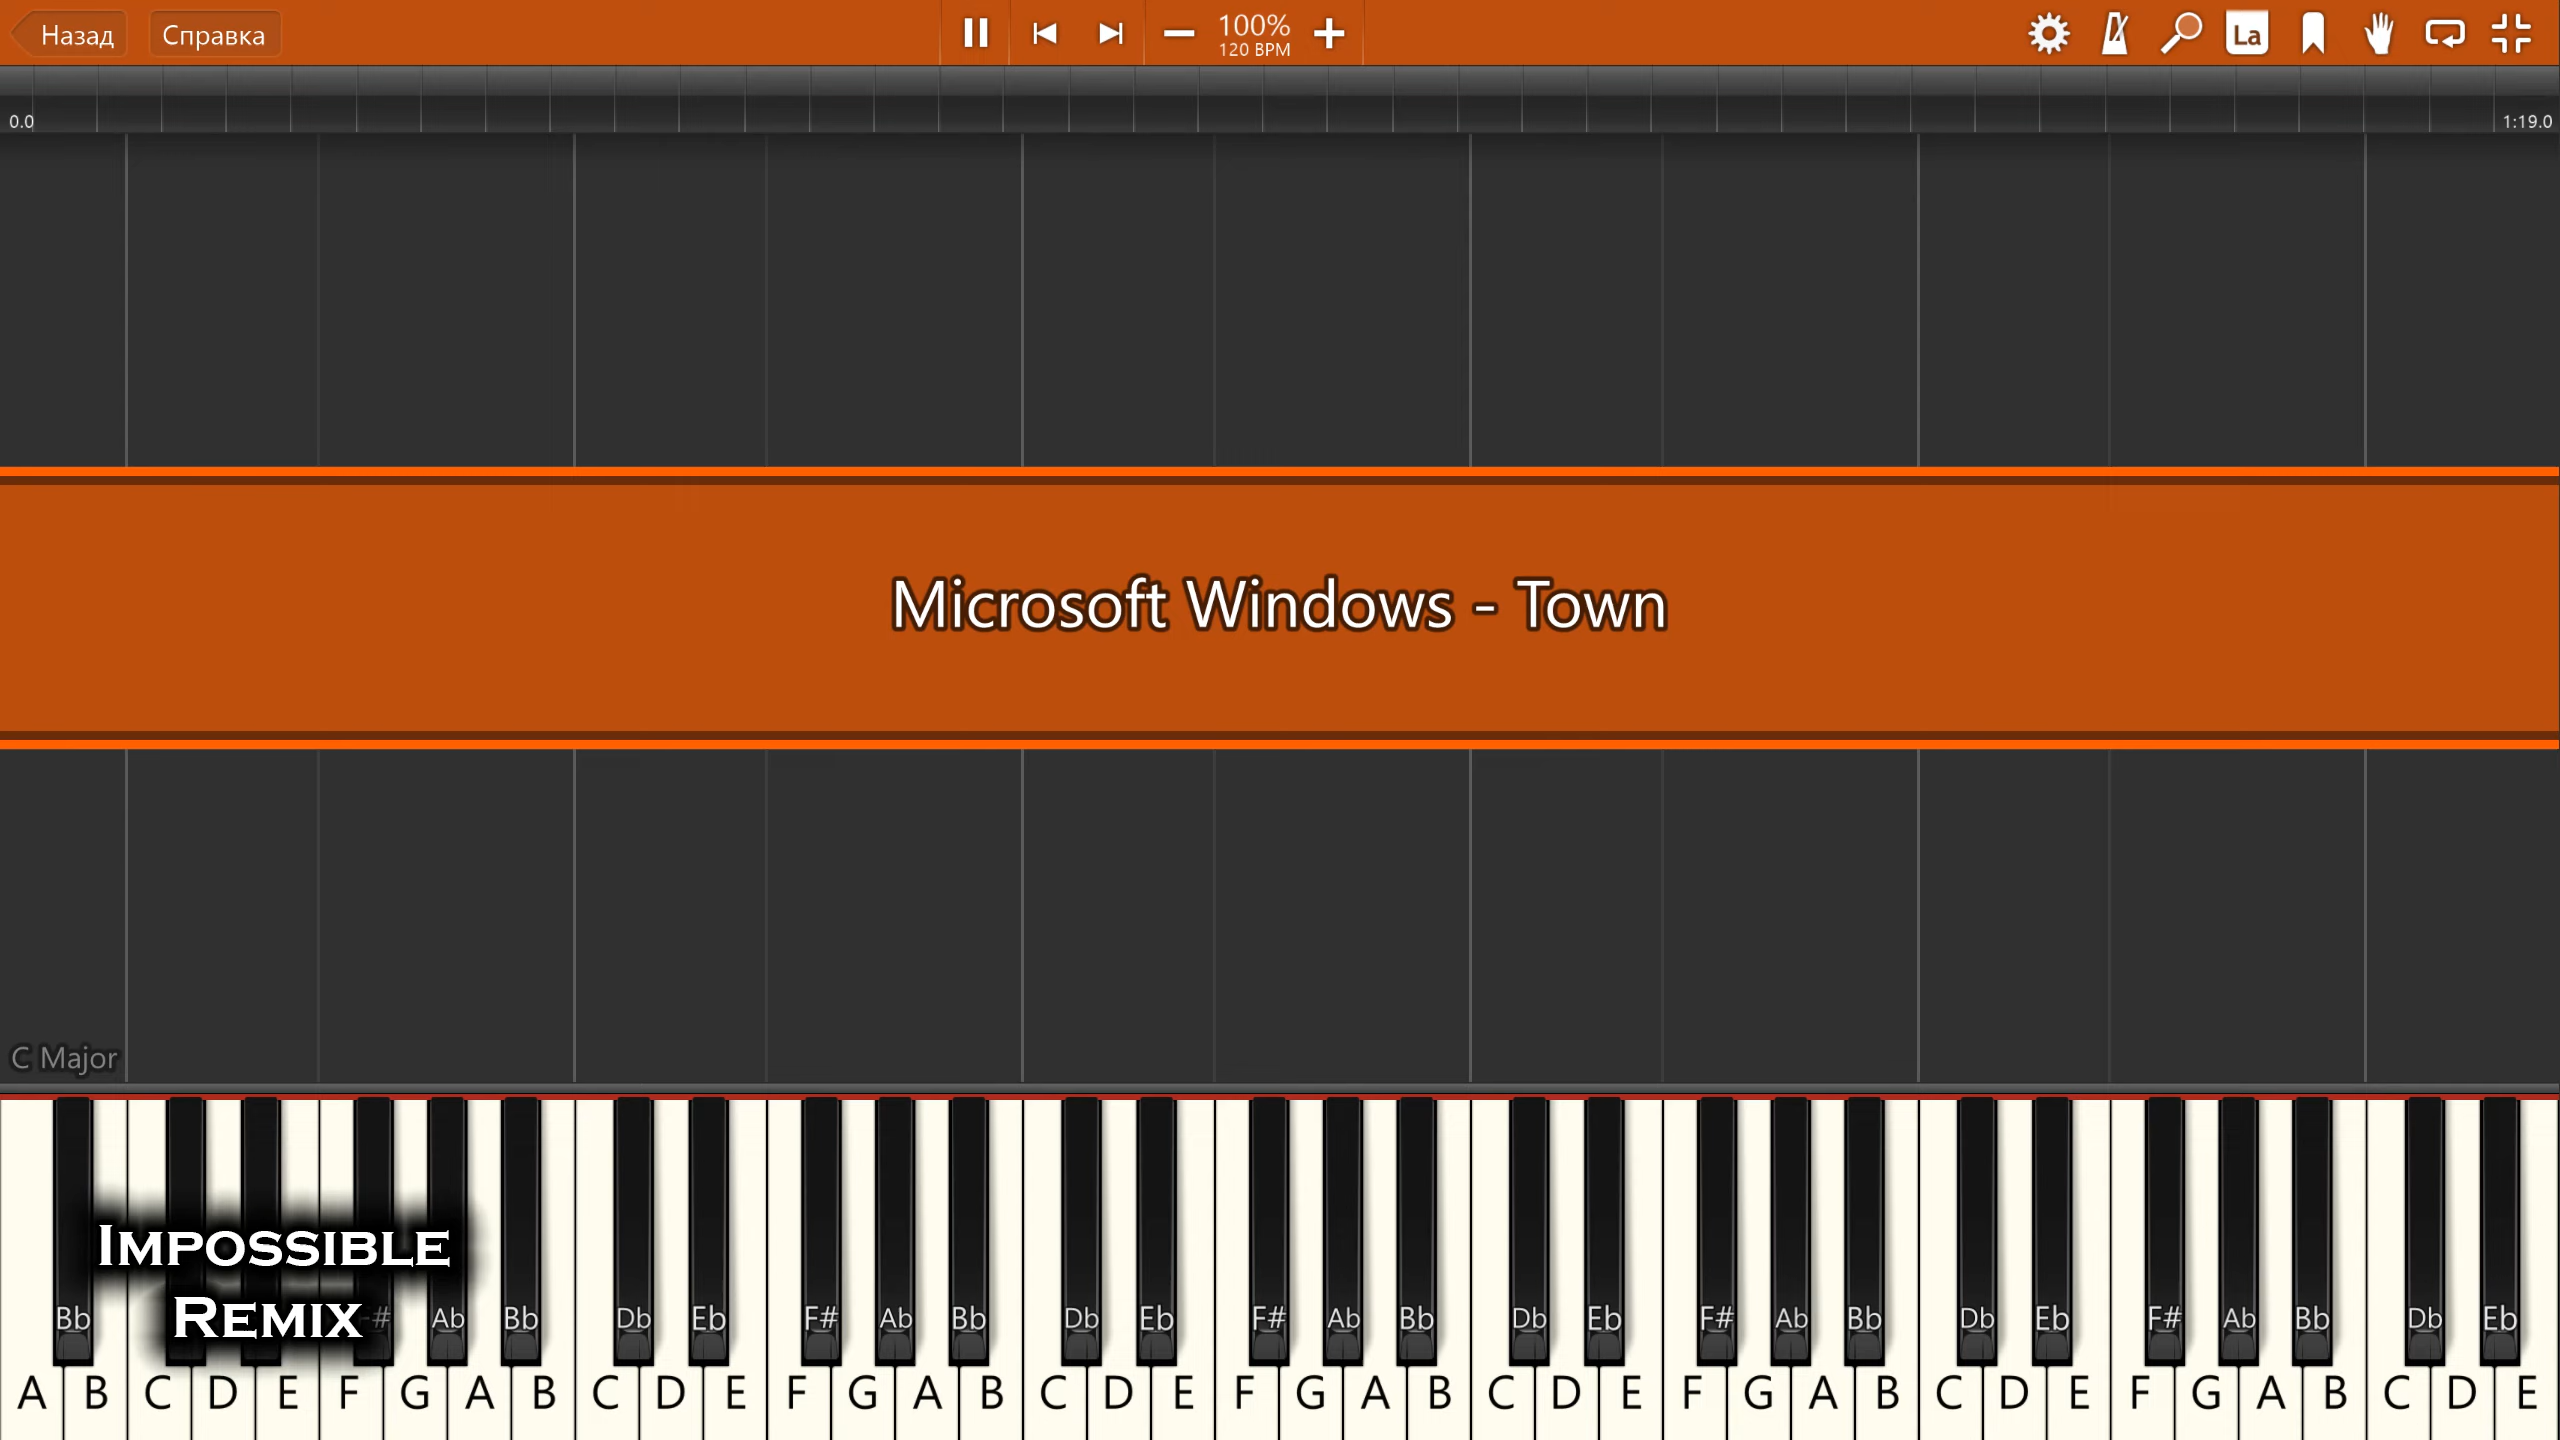 Назад Справка 100% La
120 BPM
0.0 1:19.0
Microsoft Windows - Town
C Major
Impossible
Remix
Bb # Ab Bb Db Eb F# Ab Bb Db Eb F# Ab Bb Db Eb F# Ab Bb Db Eb F# Ab Bb Db Eb
A B C D E F G A B C D E F G A B C D E F G A B C D E F G A B C D E F G A B C D E